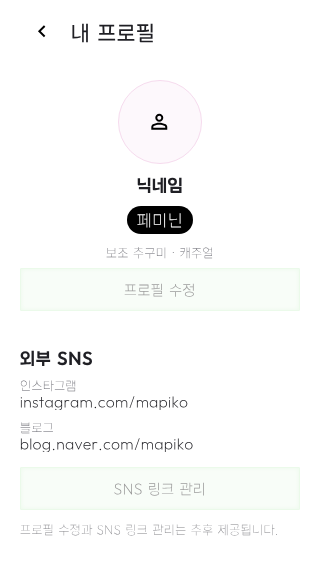 내 프로필
닉네임
페미닌
보조 추구미 · 캐주얼
프로필 수정
외부 SNS
인스타그램
instagram.com/mapiko
블로그
blog.naver.com/mapiko
SNS 링크 관리
프로필 수정과 SNS 링크 관리는 추후 제공됩니다.